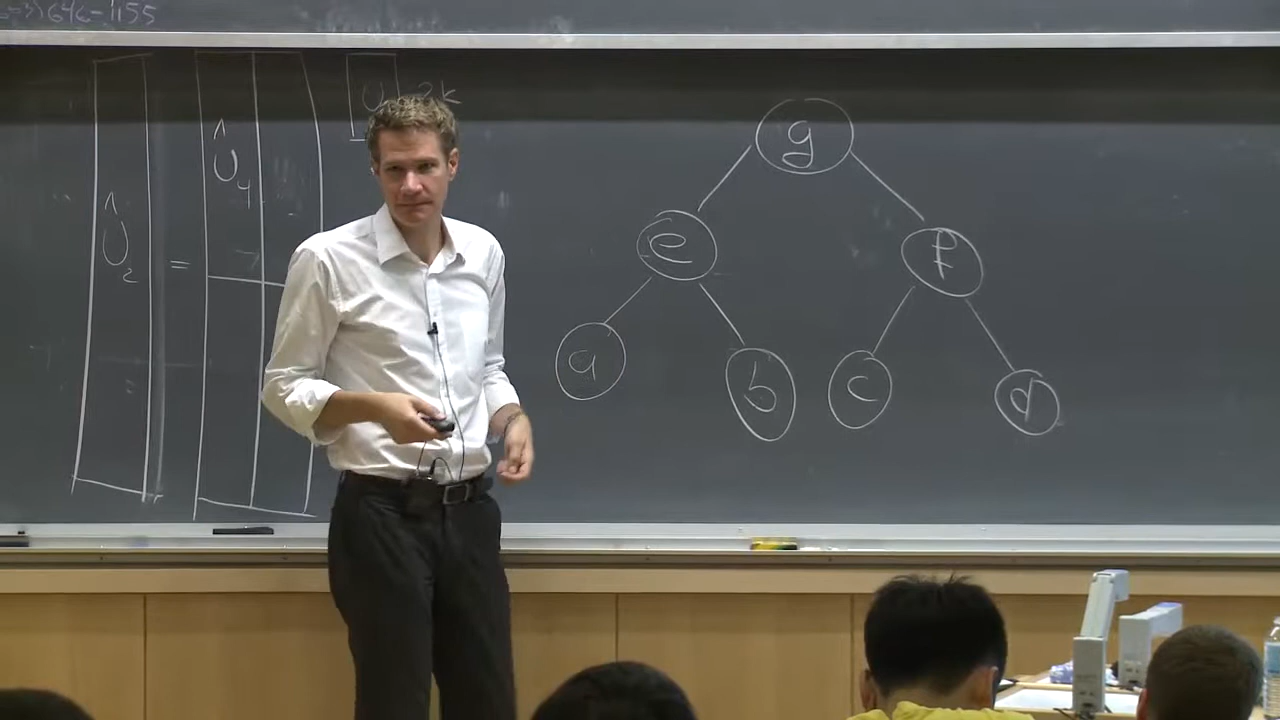 646-1155
U 2k
Û₄
Û₂ =
g
e f
a b c d